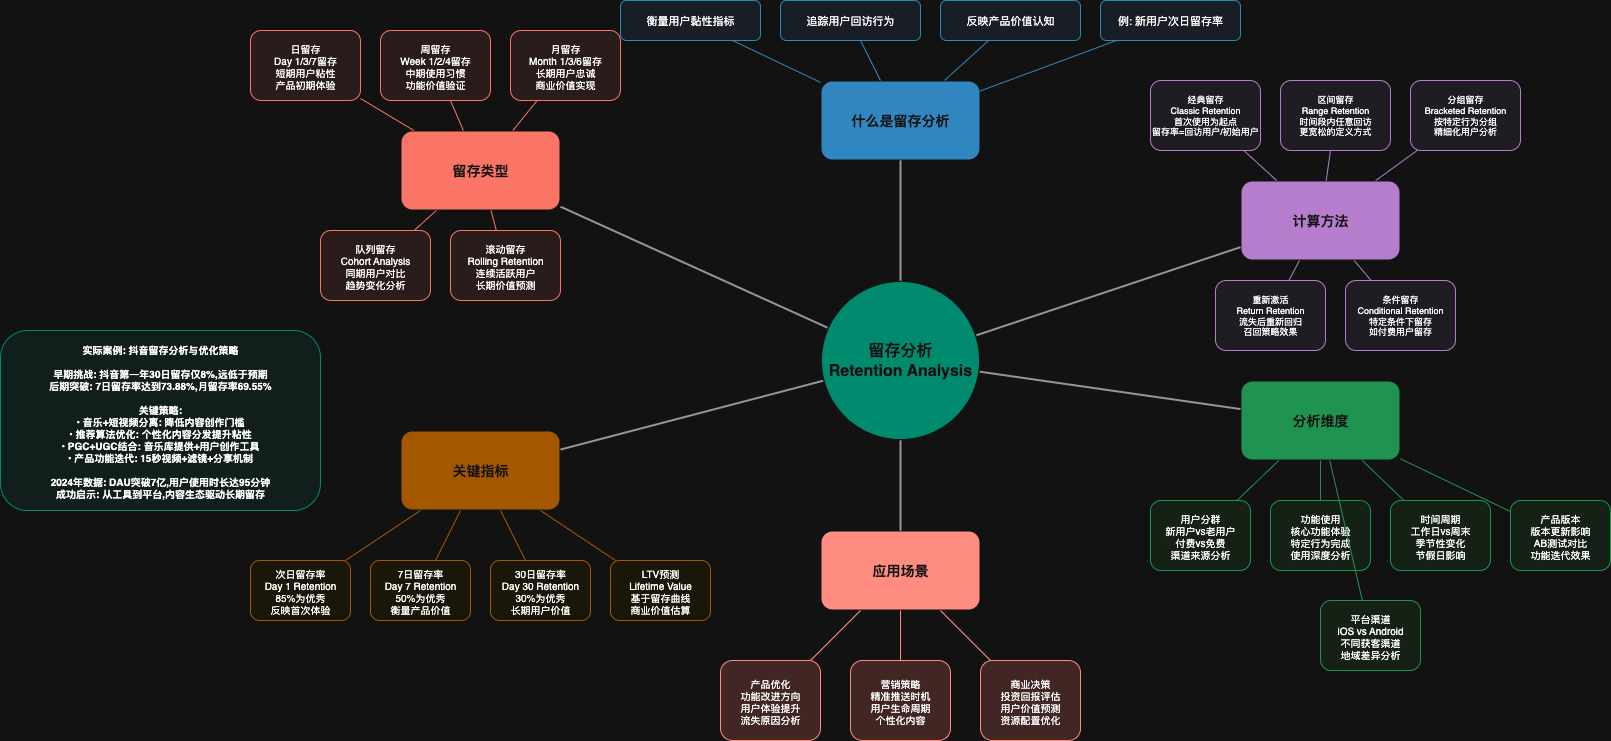 衡量用户黏性指标
追踪用户回访行为
反映产品价值认知
例: 新用户次日留存率
什么是留存分析
日留存
Day 1/3/7留存
短期用户粘性
产品初期体验
周留存
Week 1/2/4留存
中期使用习惯
功能价值验证
月留存
Month 1/3/6留存
长期用户忠诚
商业价值实现
留存类型
队列留存
Cohort Analysis
同期用户对比
趋势变化分析
滚动留存
Rolling Retention
连续活跃用户
长期价值预测
经典留存
Classic Retention
首次使用为起点
留存率=回访用户/初始用户
区间留存
Range Retention
时间段内任意回访
更宽松的定义方式
分组留存
Bracketed Retention
按特定行为分组
精细化用户分析
计算方法
重新激活
Return Retention
流失后重新回归
召回策略效果
条件留存
Conditional Retention
特定条件下留存
如付费用户留存
留存分析
Retention Analysis
实际案例: 抖音留存分析与优化策略
早期挑战: 抖音第一年30日留存仅8%,远低于预期
后期突破: 7日留存率达到73.88%,月留存率69.55%
关键策略:
• 音乐+短视频分离: 降低内容创作门槛
• 推荐算法优化: 个性化内容分发提升粘性
• PGC+UGC结合: 音乐库提供+用户创作工具
• 产品功能迭代: 15秒视频+滤镜+分享机制
2024年数据: DAU突破7亿,用户使用时长达95分钟
成功启示: 从工具到平台,内容生态驱动长期留存
关键指标
次日留存率
Day 1 Retention
85%为优秀
反映首次体验
7日留存率
Day 7 Retention
50%为优秀
衡量产品价值
30日留存率
Day 30 Retention
30%为优秀
长期用户价值
LTV预测
Lifetime Value
基于留存曲线
商业价值估算
应用场景
产品优化
功能改进方向
用户体验提升
流失原因分析
营销策略
精准推送时机
用户生命周期
个性化内容
商业决策
投资回报评估
用户价值预测
资源配置优化
分析维度
用户分群
新用户vs老用户
付费vs免费
渠道来源分析
功能使用
核心功能体验
特定行为完成
使用深度分析
时间周期
工作日vs周末
季节性变化
节假日影响
产品版本
版本更新影响
AB测试对比
功能迭代效果
平台渠道
iOS vs Android
不同获客渠道
地域差异分析